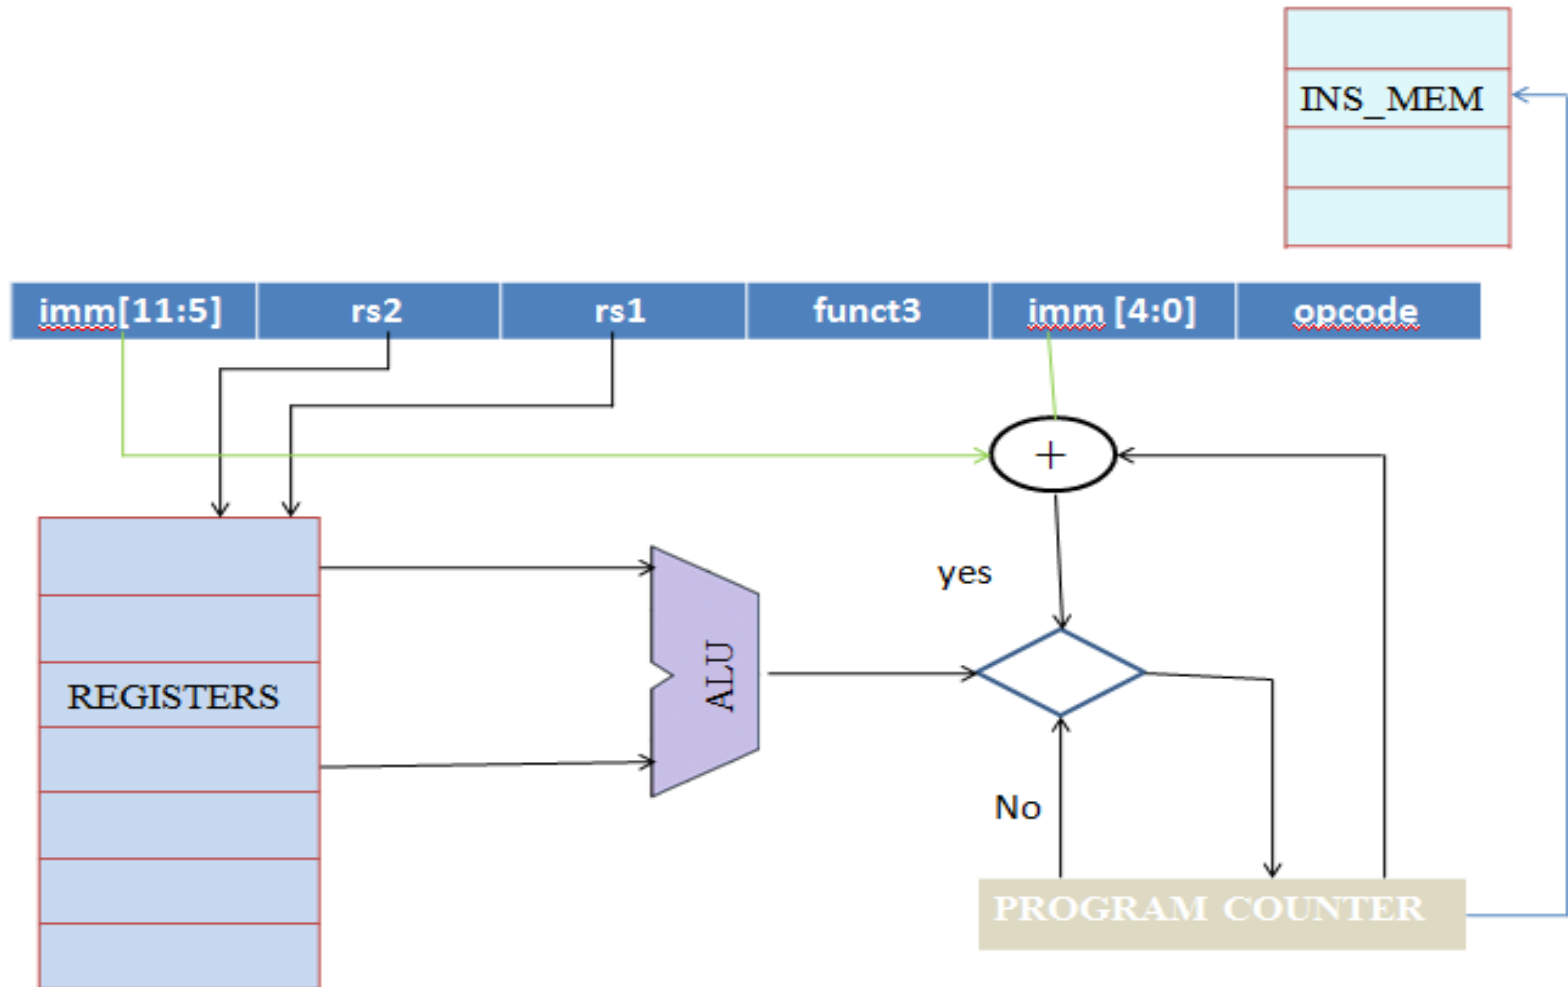 INS_MEM
imm[11:5] rs2 rs1 funct3 imm [4:0] opcode
+
yes
REGISTERS
ALU
No
PROGRAM COUNTER